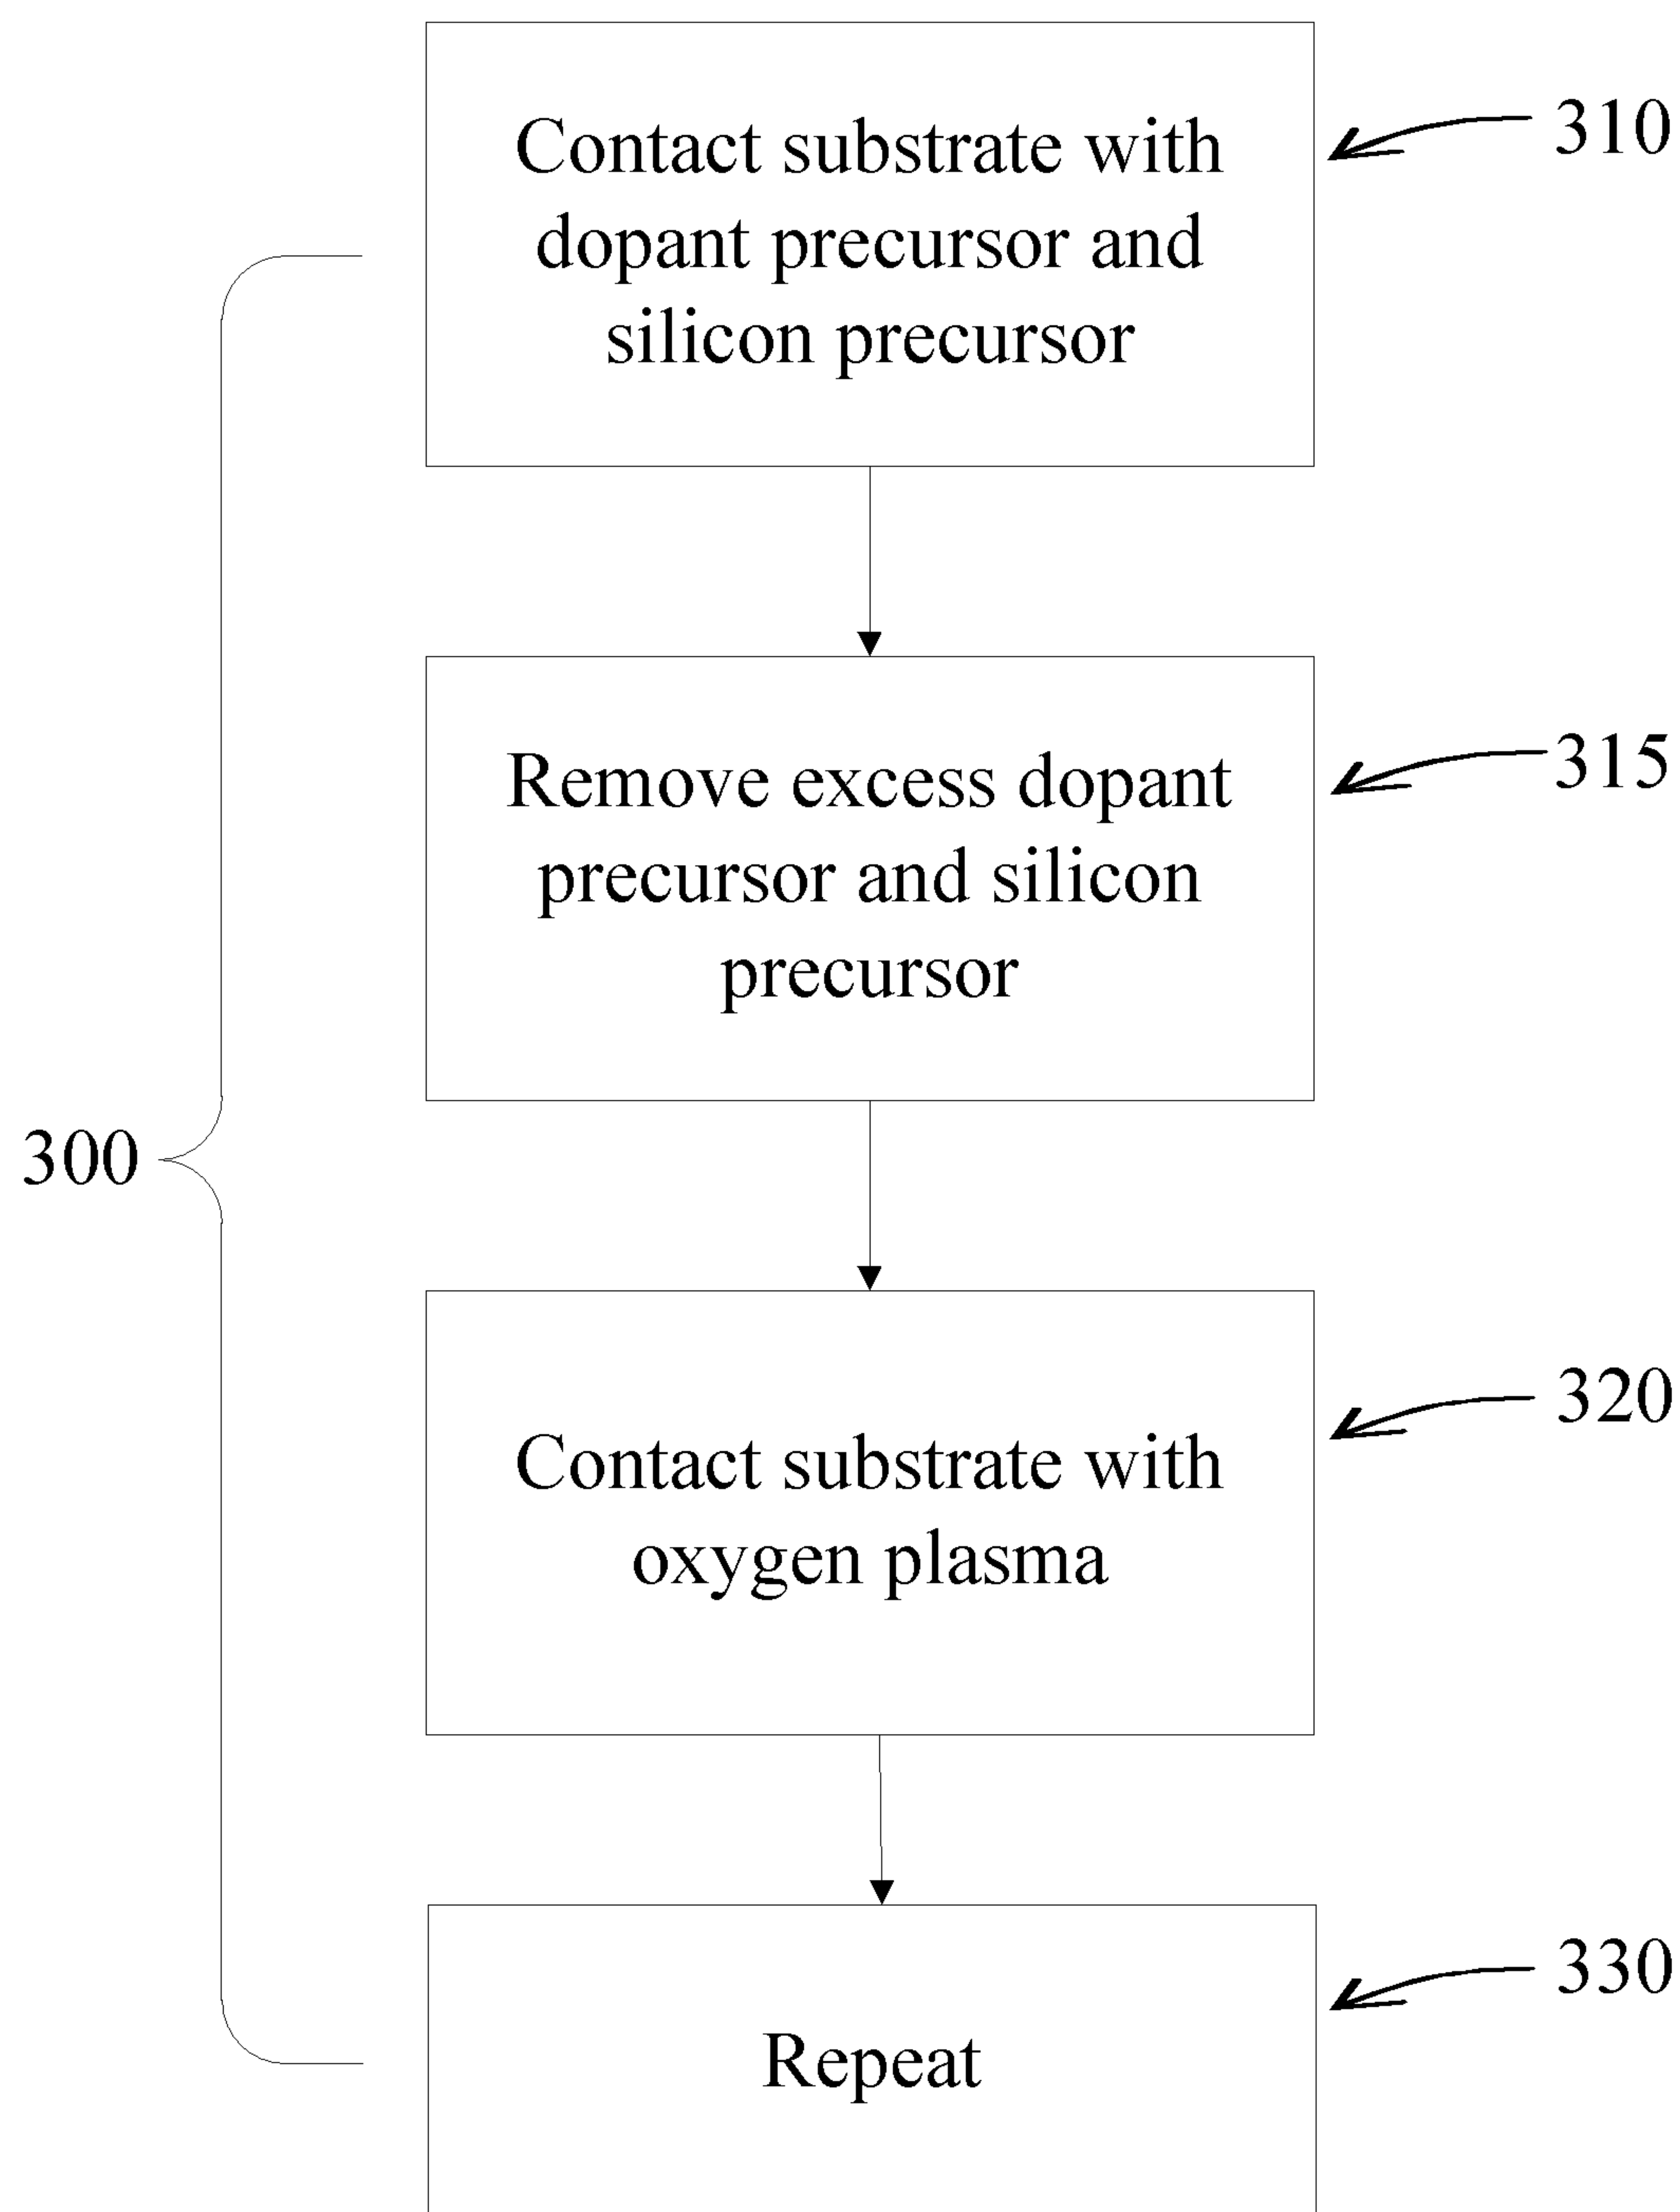 Contact substrate with
dopant precursor and
silicon precursor
310
Remove excess dopant
precursor and silicon
precursor
315
300
Contact substrate with
oxygen plasma
320
Repeat
330